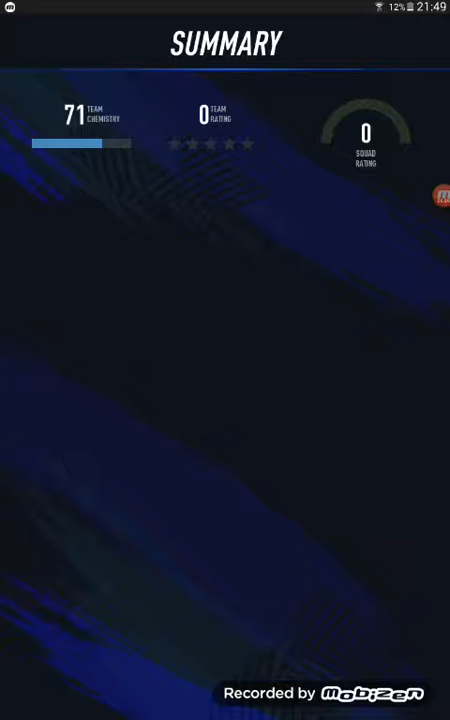 12% 21:49
SUMMARY
71 TEAM CHEMISTRY
0 TEAM RATING
0
SQUAD
RATING
Recorded by MOBIZEN